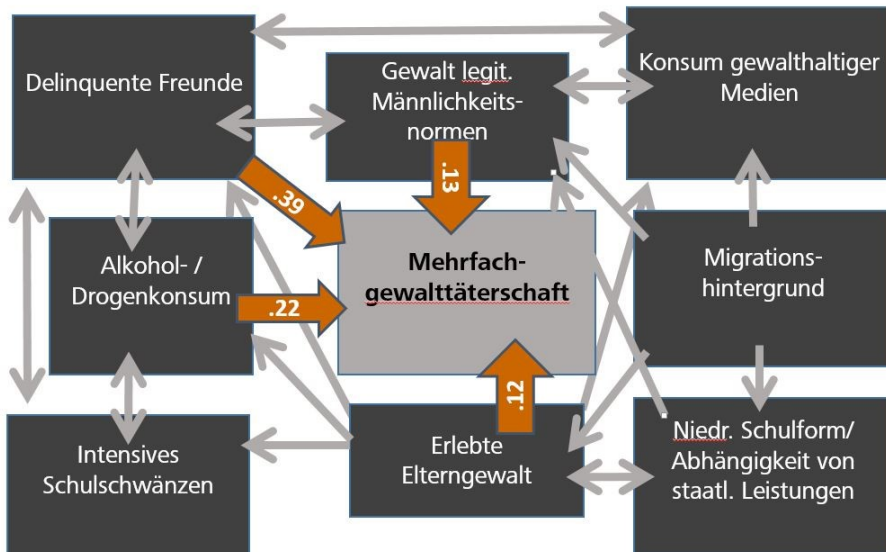 Delinquente Freunde
Gewalt legit.
Männlichkeits-
normen
Konsum gewalthaltiger
Medien
.39
.13
Alkohol- /
Drogenkonsum
.22
Mehrfach-
gewalttäterschaft
Migrations-
hintergrund
.12
Intensives
Schulschwänzen
Erlebte
Elterngewalt
Niedr. Schulform/
Abhängigkeit von
staatl. Leistungen